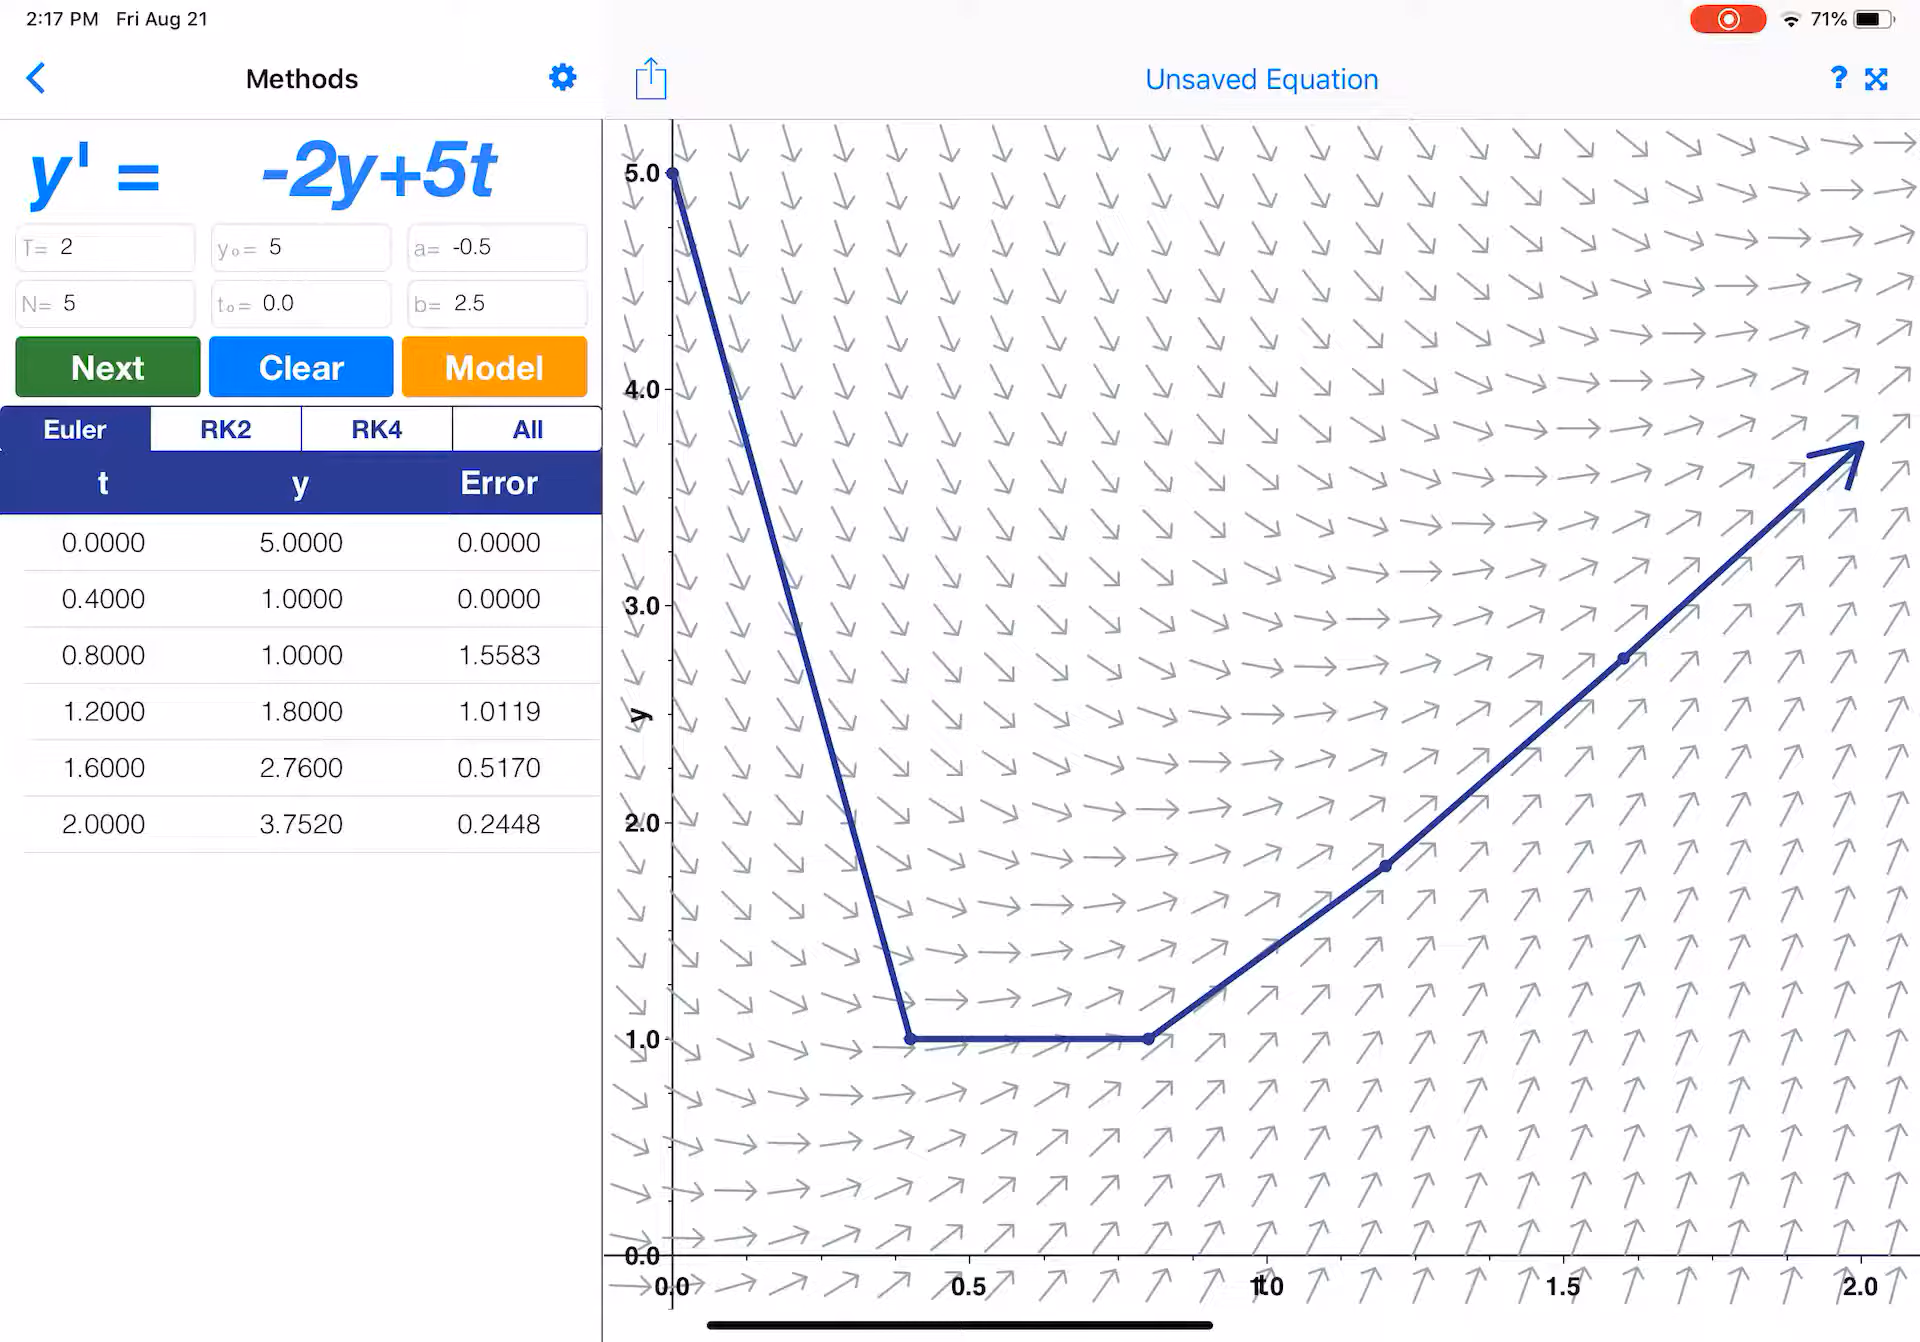 2:17 PM Fri Aug 21
71%
Methods
Unsaved Equation
?
y' = -2y+5t
T= 2
y₀= 5
a= -0.5
N= 5
t₀= 0.0
b= 2.5
Next
Clear
Model
Euler
RK2
RK4
All
t y Error
0.0000 5.0000 0.0000
0.4000 1.0000 0.0000
0.8000 1.0000 1.5583
1.2000 1.8000 1.0119
1.6000 2.7600 0.5170
2.0000 3.7520 0.2448
5.0
4.0
3.0
y
2.0
1.0
0.0
0.0 0.5 1.0 1.5 2.0
t